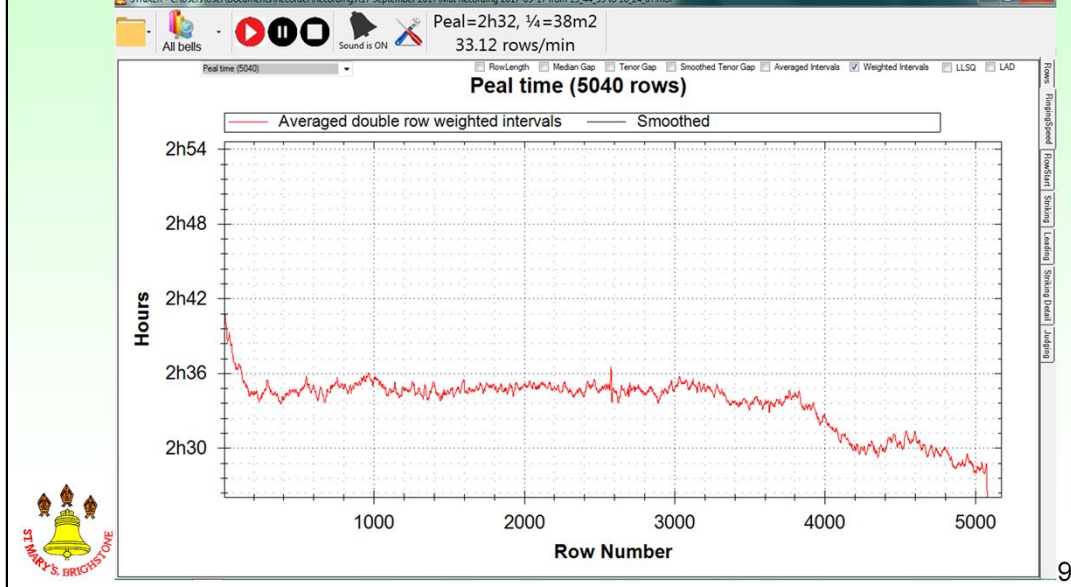 All bells
Sound is ON
Peal=2h32, ¼=38m2
33.12 rows/min
Peal time (5040)
RowLength Median Gap Tenor Gap Smoothed Tenor Gap Averaged Intervals Weighted Intervals LLSQ LAD
Peal time (5040 rows)
Averaged double row weighted intervals Smoothed
2h54
2h48
2h42
2h36
2h30
Hours
1000 2000 3000 4000 5000
Row Number
Rows
RingingSpeed
RowStart
Striking
Leading
Striking Detail
Judging
ST MARY'S, BRIGHSTONE
9